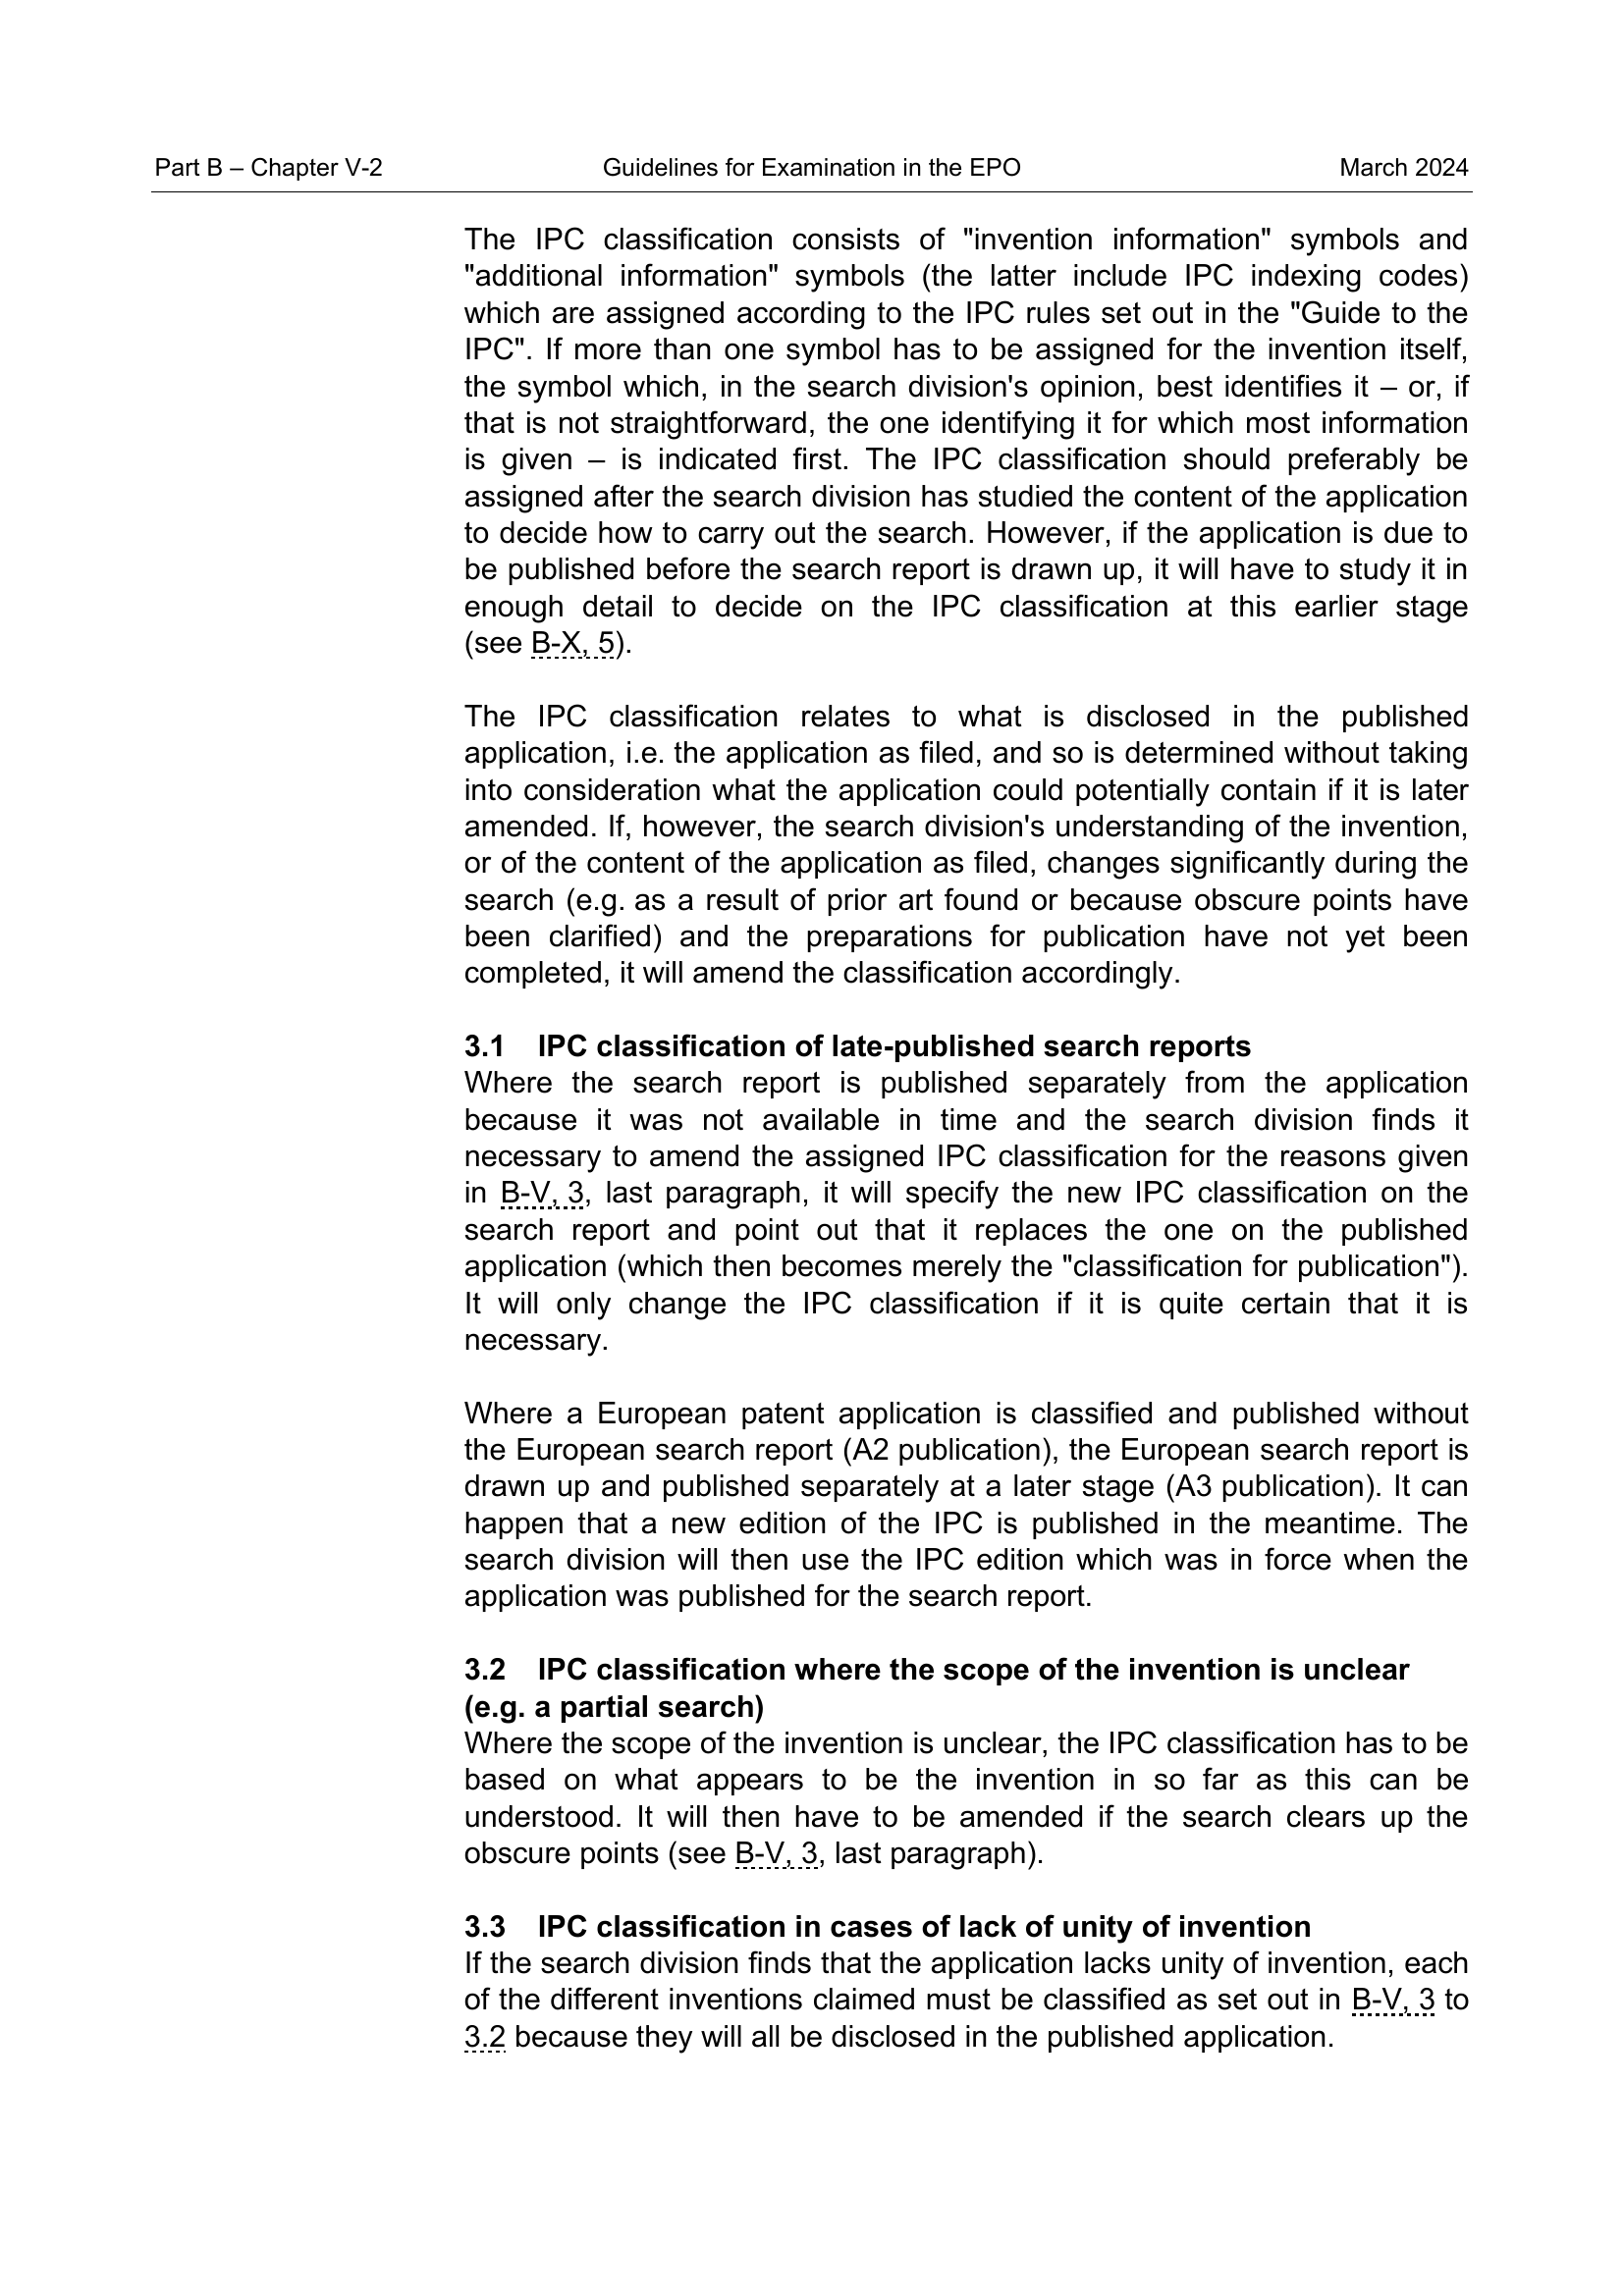 Part B – Chapter V-2 Guidelines for Examination in the EPO March 2024
The IPC classification consists of "invention information" symbols and
"additional information" symbols (the latter include IPC indexing codes)
which are assigned according to the IPC rules set out in the "Guide to the
IPC". If more than one symbol has to be assigned for the invention itself,
the symbol which, in the search division's opinion, best identifies it – or, if
that is not straightforward, the one identifying it for which most information
is given – is indicated first. The IPC classification should preferably be
assigned after the search division has studied the content of the application
to decide how to carry out the search. However, if the application is due to
be published before the search report is drawn up, it will have to study it in
enough detail to decide on the IPC classification at this earlier stage
(see B-X, 5).
The IPC classification relates to what is disclosed in the published
application, i.e. the application as filed, and so is determined without taking
into consideration what the application could potentially contain if it is later
amended. If, however, the search division's understanding of the invention,
or of the content of the application as filed, changes significantly during the
search (e.g. as a result of prior art found or because obscure points have
been clarified) and the preparations for publication have not yet been
completed, it will amend the classification accordingly.
3.1 IPC classification of late-published search reports
Where the search report is published separately from the application
because it was not available in time and the search division finds it
necessary to amend the assigned IPC classification for the reasons given
in B-V, 3, last paragraph, it will specify the new IPC classification on the
search report and point out that it replaces the one on the published
application (which then becomes merely the "classification for publication").
It will only change the IPC classification if it is quite certain that it is
necessary.
Where a European patent application is classified and published without
the European search report (A2 publication), the European search report is
drawn up and published separately at a later stage (A3 publication). It can
happen that a new edition of the IPC is published in the meantime. The
search division will then use the IPC edition which was in force when the
application was published for the search report.
3.2 IPC classification where the scope of the invention is unclear
(e.g. a partial search)
Where the scope of the invention is unclear, the IPC classification has to be
based on what appears to be the invention in so far as this can be
understood. It will then have to be amended if the search clears up the
obscure points (see B-V, 3, last paragraph).
3.3 IPC classification in cases of lack of unity of invention
If the search division finds that the application lacks unity of invention, each
of the different inventions claimed must be classified as set out in B-V, 3 to
3.2 because they will all be disclosed in the published application.